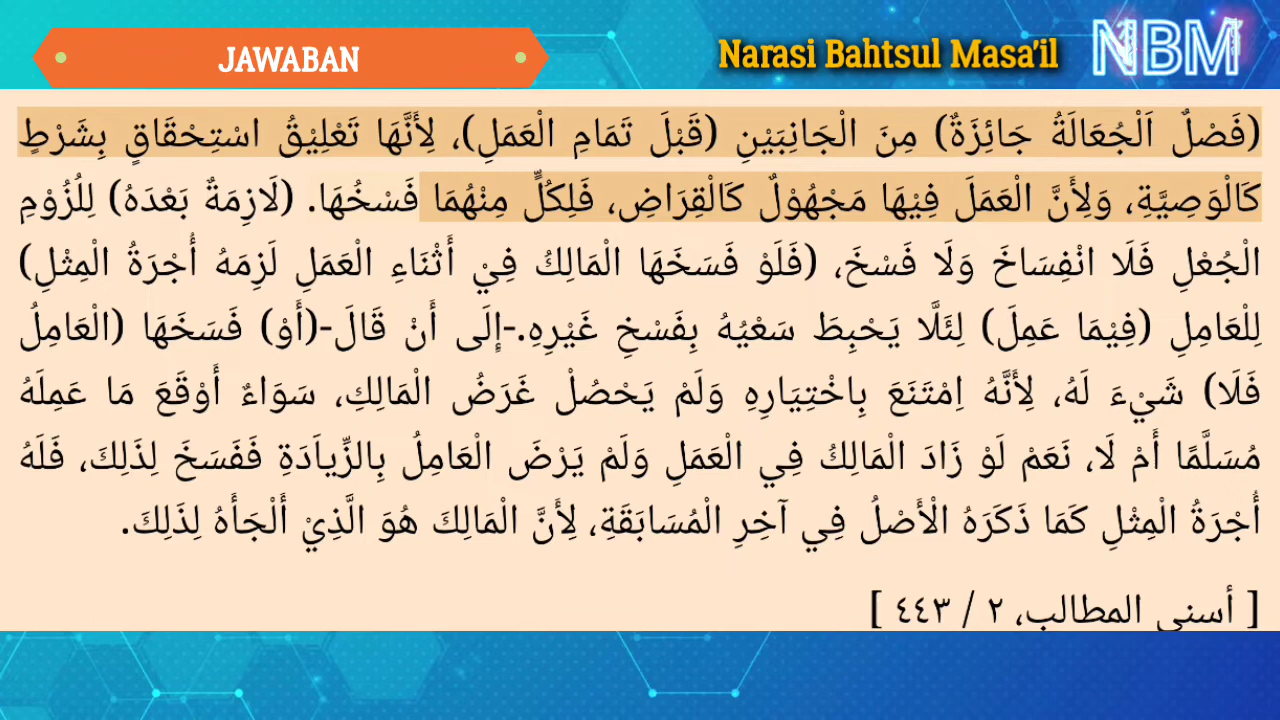 JAWABAN
Narasi Bahtsul Masa'il
NBM
(فَصْلٌ اَلْجُعَالَةُ جَائِزَةٌ) مِنَ الْجَانِبَيْنِ (قَبْلَ تَمَامِ الْعَمَلِ)، لِأَنَّهَا تَعْلِيْقُ اسْتِحْقَاقٍ بِشَرْطٍ
كَالْوَصِيَّةِ، وَلِأَنَّ الْعَمَلَ فِيْهَا مَجْهُوْلٌ كَالْقِرَاضِ، فَلِكُلٍّ مِنْهُمَا فَسْخُهَا. (لَازِمَةٌ بَعْدَهُ) لِلُزُوْمِ
الْجُعْلِ فَلَا انْفِسَاخَ وَلَا فَسْخَ، (فَلَوْ فَسَخَهَا الْمَالِكُ فِيْ أَثْنَاءِ الْعَمَلِ لَزِمَهُ أُجْرَةُ الْمِثْلِ)
لِلْعَامِلِ (فِيْمَا عَمِلَ) لِئَلَّا يَحْبِطَ سَعْيُهُ بِفَسْخِ غَيْرِهِ.-إِلَى أَنْ قَالَ-(أَوْ) فَسَخَهَا (الْعَامِلُ
فَلَا) شَيْءَ لَهُ، لِأَنَّهُ اِمْتَنَعَ بِاخْتِيَارِهِ وَلَمْ يَحْصُلْ غَرَضُ الْمَالِكِ، سَوَاءٌ أَوْقَعَ مَا عَمِلَهُ
مُسَلَّمًا أَمْ لَا، نَعَمْ لَوْ زَادَ الْمَالِكُ فِي الْعَمَلِ وَلَمْ يَرْضَ الْعَامِلُ بِالزِّيَادَةِ فَفَسَخَ لِذَلِكَ، فَلَهُ
أُجْرَةُ الْمِثْلِ كَمَا ذَكَرَهُ الْأَصْلُ فِي آخِرِ الْمُسَابَقَةِ، لِأَنَّ الْمَالِكَ هُوَ الَّذِيْ أَلْجَأَهُ لِذَلِكَ.
[ أسنى المطالب، ٢ / ٤٤٣ ]